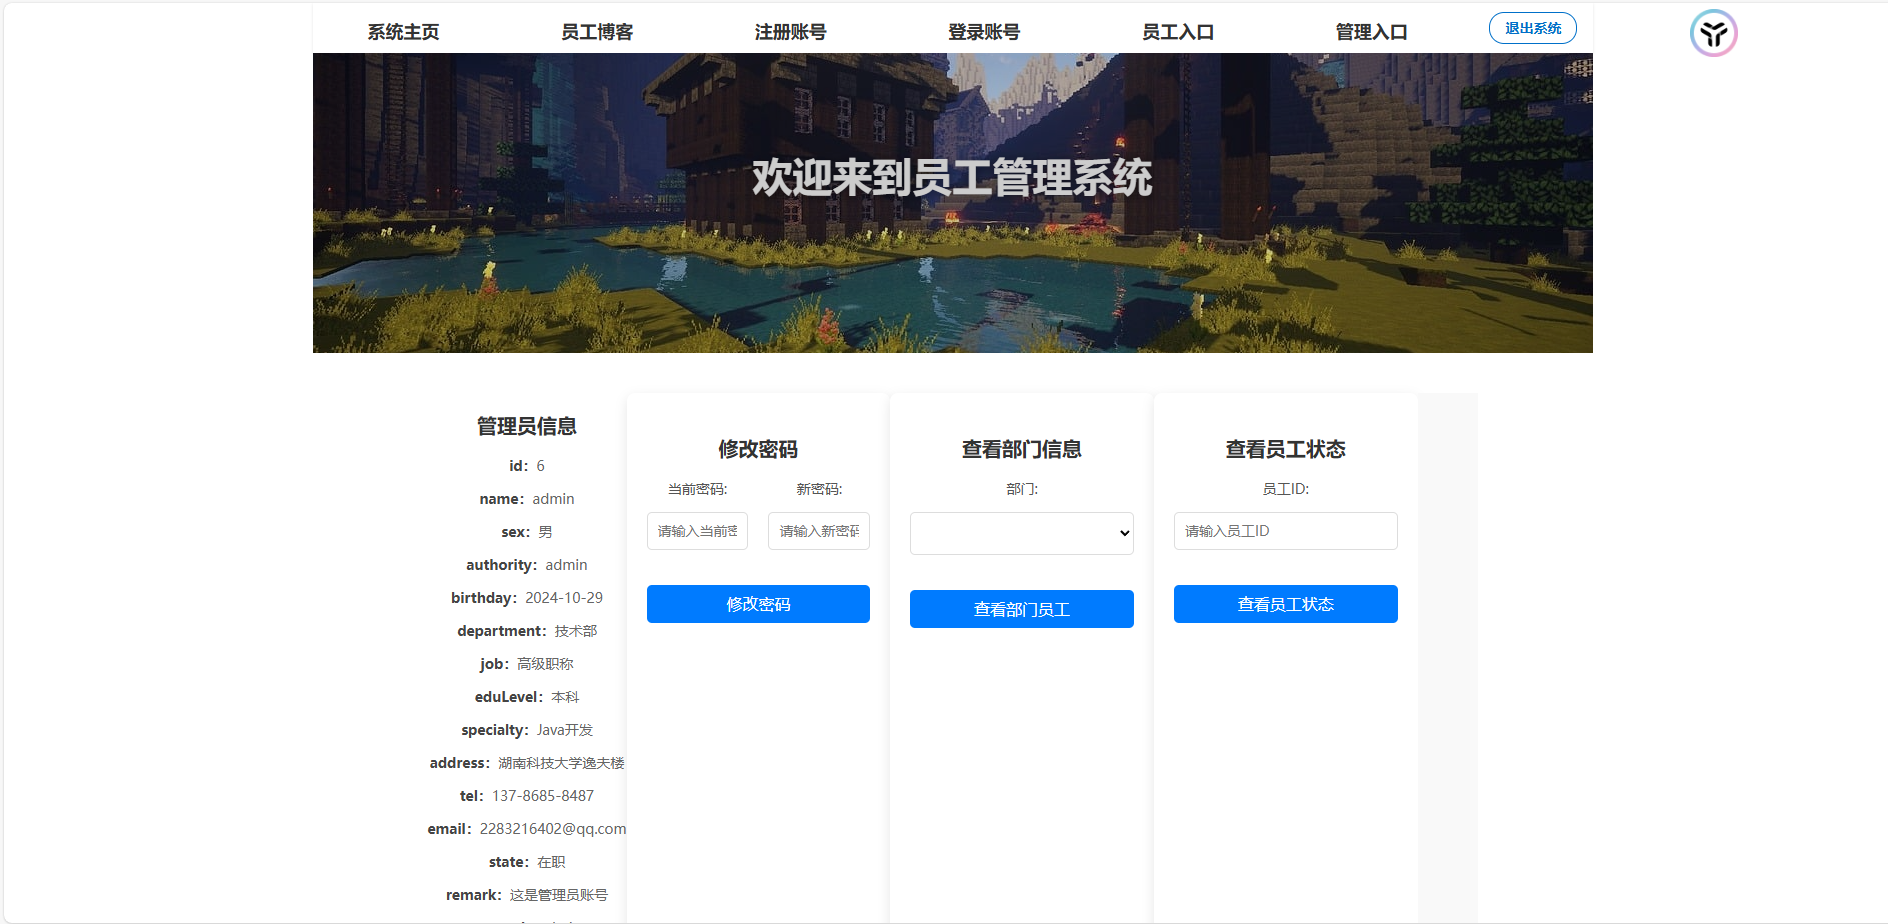 系统主页 员工博客 注册账号 登录账号 员工入口 管理入口 退出系统
欢迎来到员工管理系统
管理员信息
id：6
name：admin
sex：男
authority：admin
birthday：2024-10-29
department：技术部
job：高级职称
eduLevel：本科
specialty：Java开发
address：湖南科技大学逸夫楼
tel：137-8685-8487
email：2283216402@qq.com
state：在职
remark：这是管理员账号
修改密码
当前密码: 新密码:
请输入当前密 请输入新密码
修改密码
查看部门信息
部门:
查看部门员工
查看员工状态
员工ID:
请输入员工ID
查看员工状态